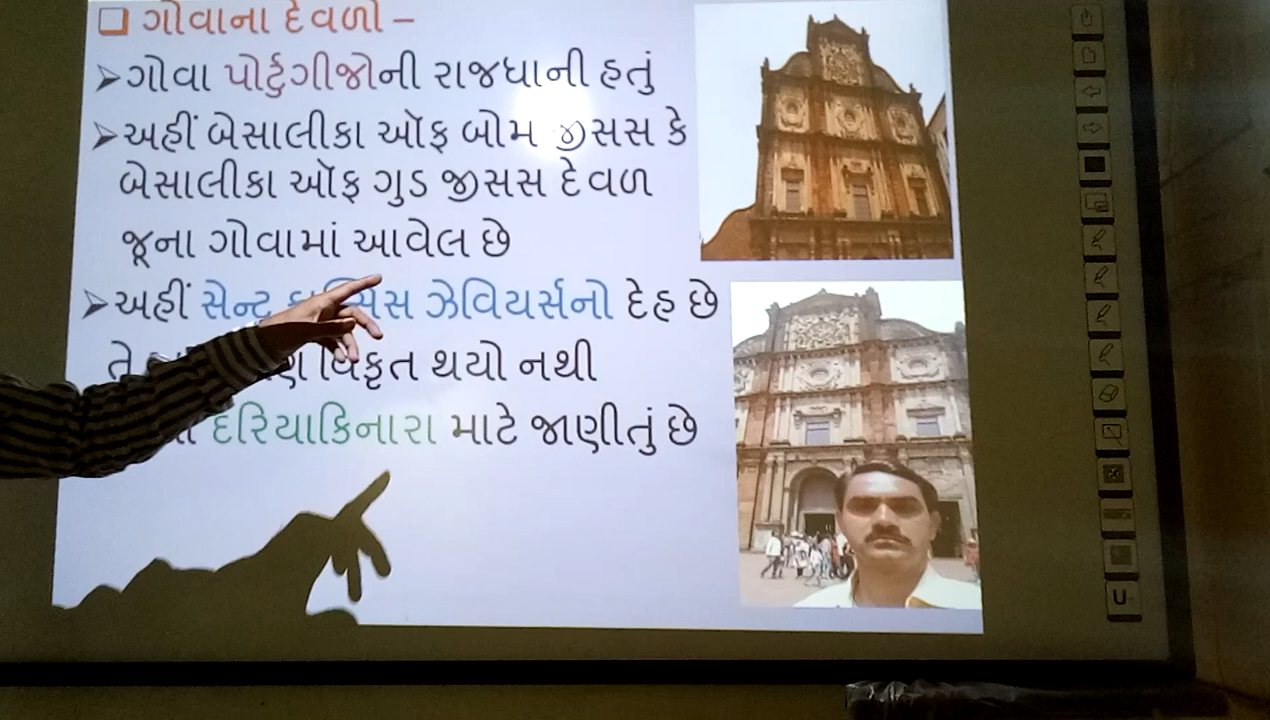 ગોવાના દેવળો –
ગોવા પોર્ટુગીજોની રાજધાની હતું
અહીં બેસાલીકા ઑફ બોમ જીસસ કે
બેસાલીકા ઑફ ગુડ જીસસ દેવળ
જૂના ગોવામાં આવેલ છે
અહીં સેન્ટ ઝેવિયર્સનો દેહ છે
તે વિકૃત થયો નથી
દરિયાકિનારા માટે જાણીતું છે